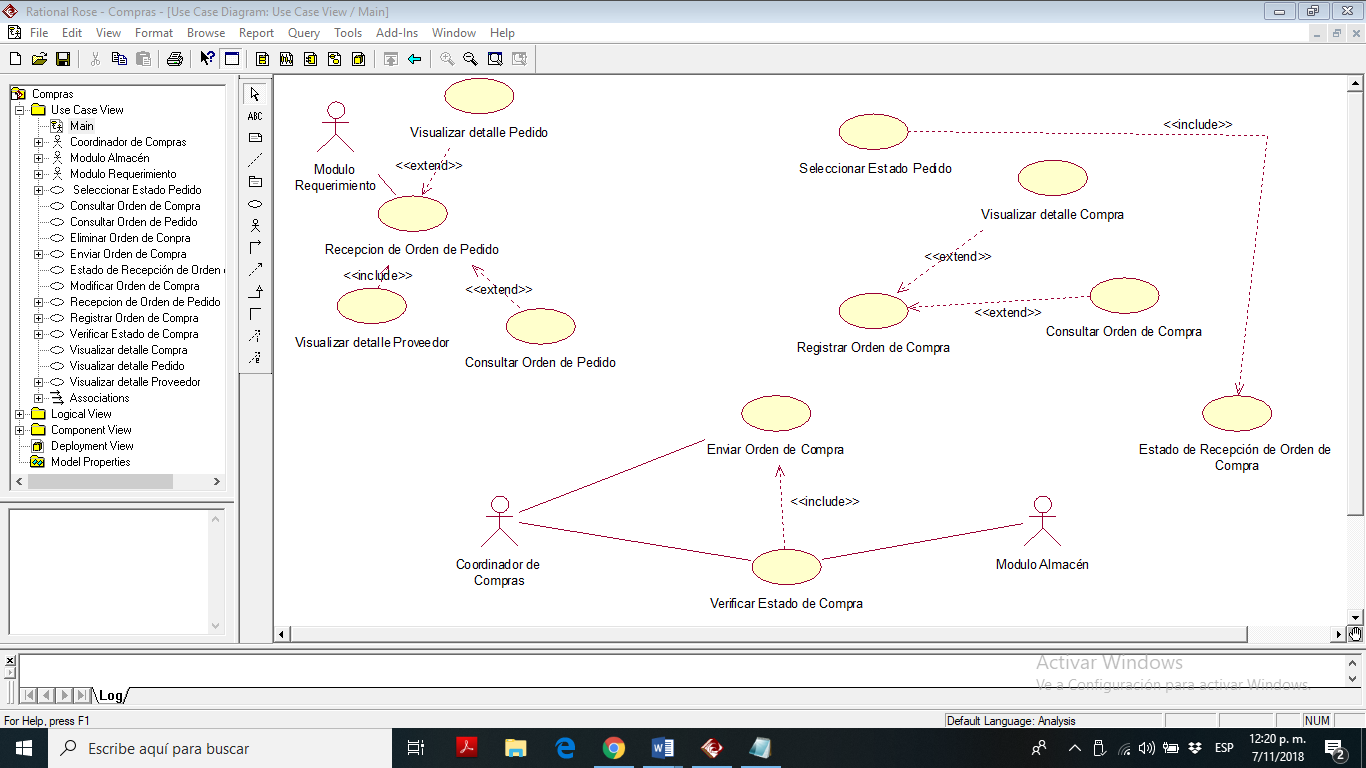 Rational Rose - Compras - [Use Case Diagram: Use Case View / Main]
File Edit View Format Browse Report Query Tools Add-Ins Window Help
Compras
Use Case View
Main
Coordinador de Compras
Modulo Almacén
Modulo Requerimiento
Seleccionar Estado Pedido
Consultar Orden de Compra
Consultar Orden de Pedido
Eliminar Orden de Conpra
Enviar Orden de Compra
Estado de Recepción de Orden
Modificar Orden de Compra
Recepcion de Orden de Pedido
Registrar Orden de Compra
Verificar Estado de Compra
Visualizar detalle Compra
Visualizar detalle Pedido
Visualizar detalle Proveedor
Associations
Logical View
Component View
Deployment View
Model Properties
ABC
Visualizar detalle Pedido
<<extend>>
Modulo
Requerimiento
Recepcion de Orden de Pedido
<<include>>
<<extend>>
Visualizar detalle Proveedor
Consultar Orden de Pedido
<<include>>
Seleccionar Estado Pedido
Visualizar detalle Compra
<<extend>>
<<extend>>
Consultar Orden de Compra
Registrar Orden de Compra
Enviar Orden de Compra
Estado de Recepción de Orden de
Compra
<<include>>
Coordinador de
Compras
Modulo Almacén
Verificar Estado de Compra
Activar Windows
Ve a Configuración para activar Windows.
Log
For Help, press F1
Default Language: Analysis
NUM
Escribe aquí para buscar
ESP
12:20 p. m.
7/11/2018
2